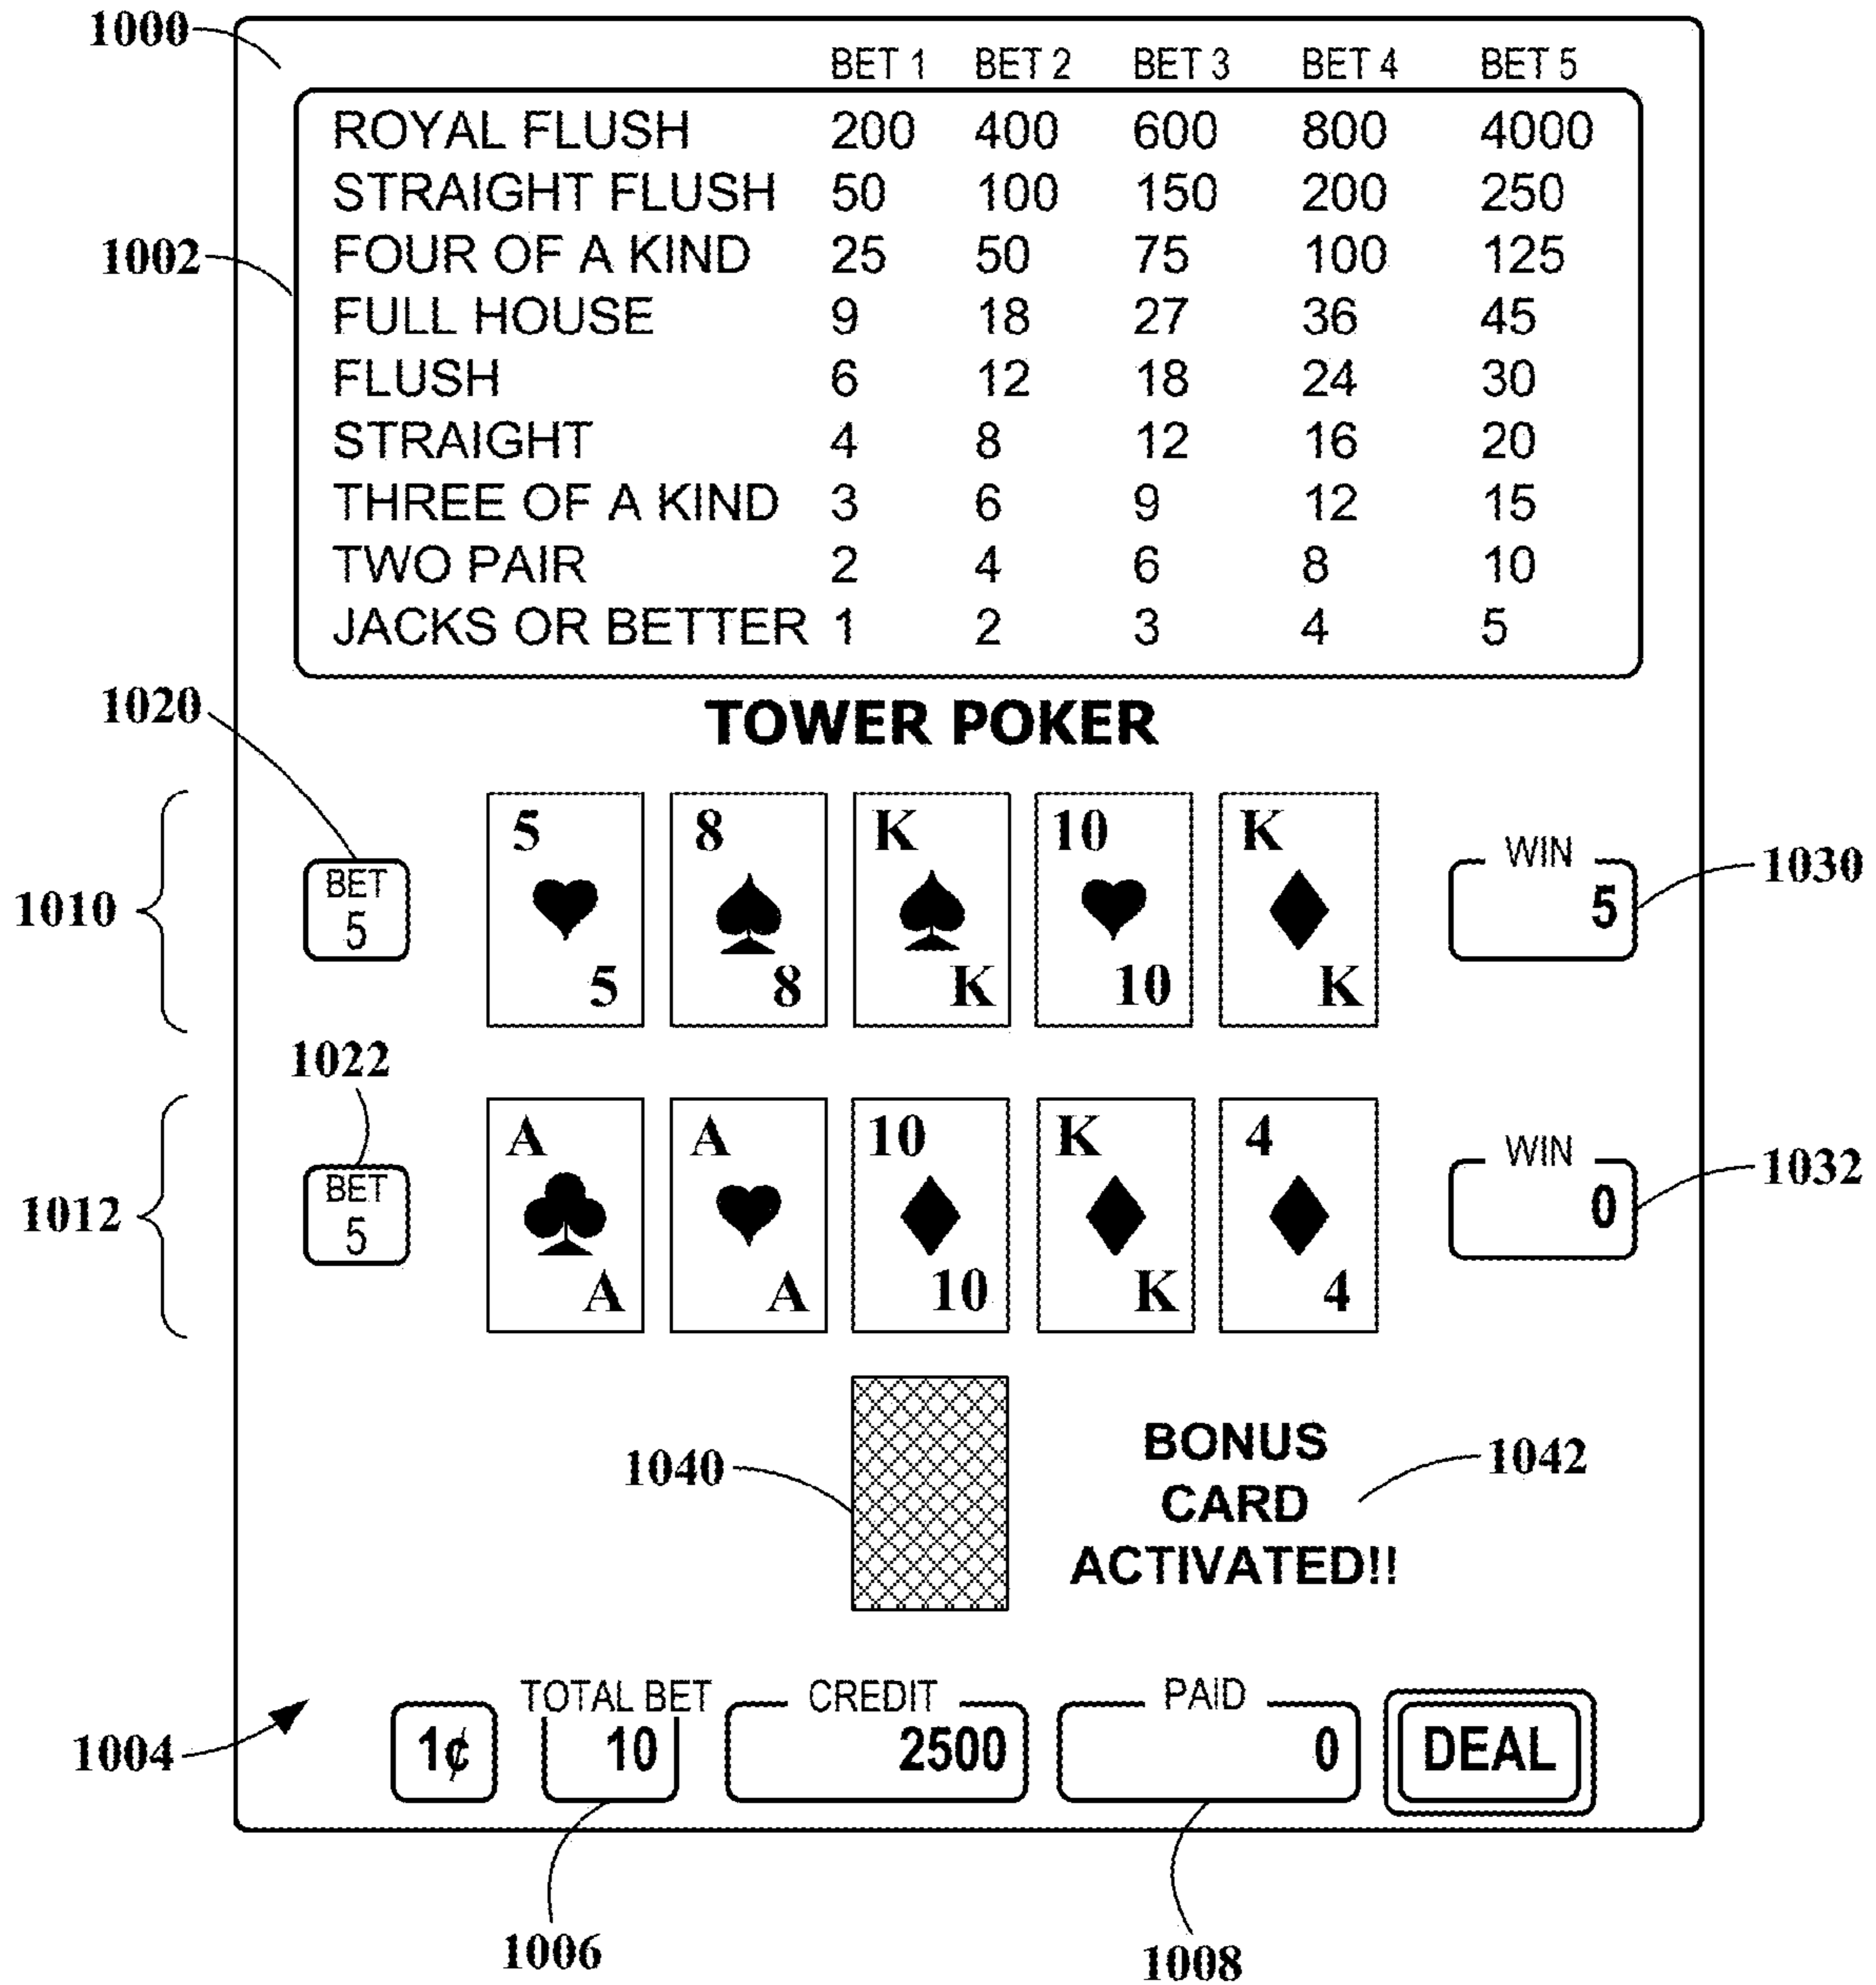 1000
BET 1 BET 2 BET 3 BET 4 BET 5
ROYAL FLUSH 200 400 600 800 4000
STRAIGHT FLUSH 50 100 150 200 250
1002
FOUR OF A KIND 25 50 75 100 125
FULL HOUSE 9 18 27 36 45
FLUSH 6 12 18 24 30
STRAIGHT 4 8 12 16 20
THREE OF A KIND 3 6 9 12 15
TWO PAIR 2 4 6 8 10
JACKS OR BETTER 1 2 3 4 5
1020
TOWER POKER
5 8 K 10 K
WIN
1030
1010
BET
5
5
5 8 K 10 K
1022
A A 10 K 4
WIN
1032
1012
BET
5
0
A A 10 K 4
1040
BONUS
CARD
ACTIVATED!!
1042
TOTAL BET CREDIT PAID
1004
1¢ 10 2500 0 DEAL
1006
1008